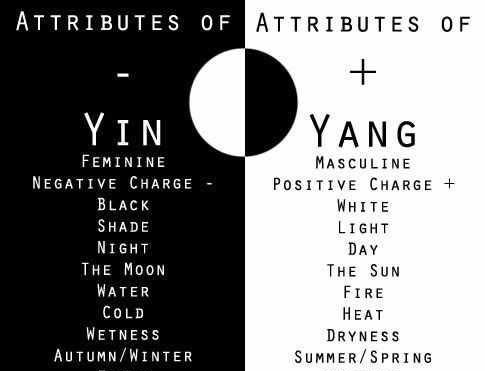 Attributes of
-
Yin
Feminine
Negative Charge -
Black
Shade
Night
The Moon
Water
Cold
Wetness
Autumn/Winter
Attributes of
+
Yang
Masculine
Positive Charge +
White
Light
Day
The Sun
Fire
Heat
Dryness
Summer/Spring